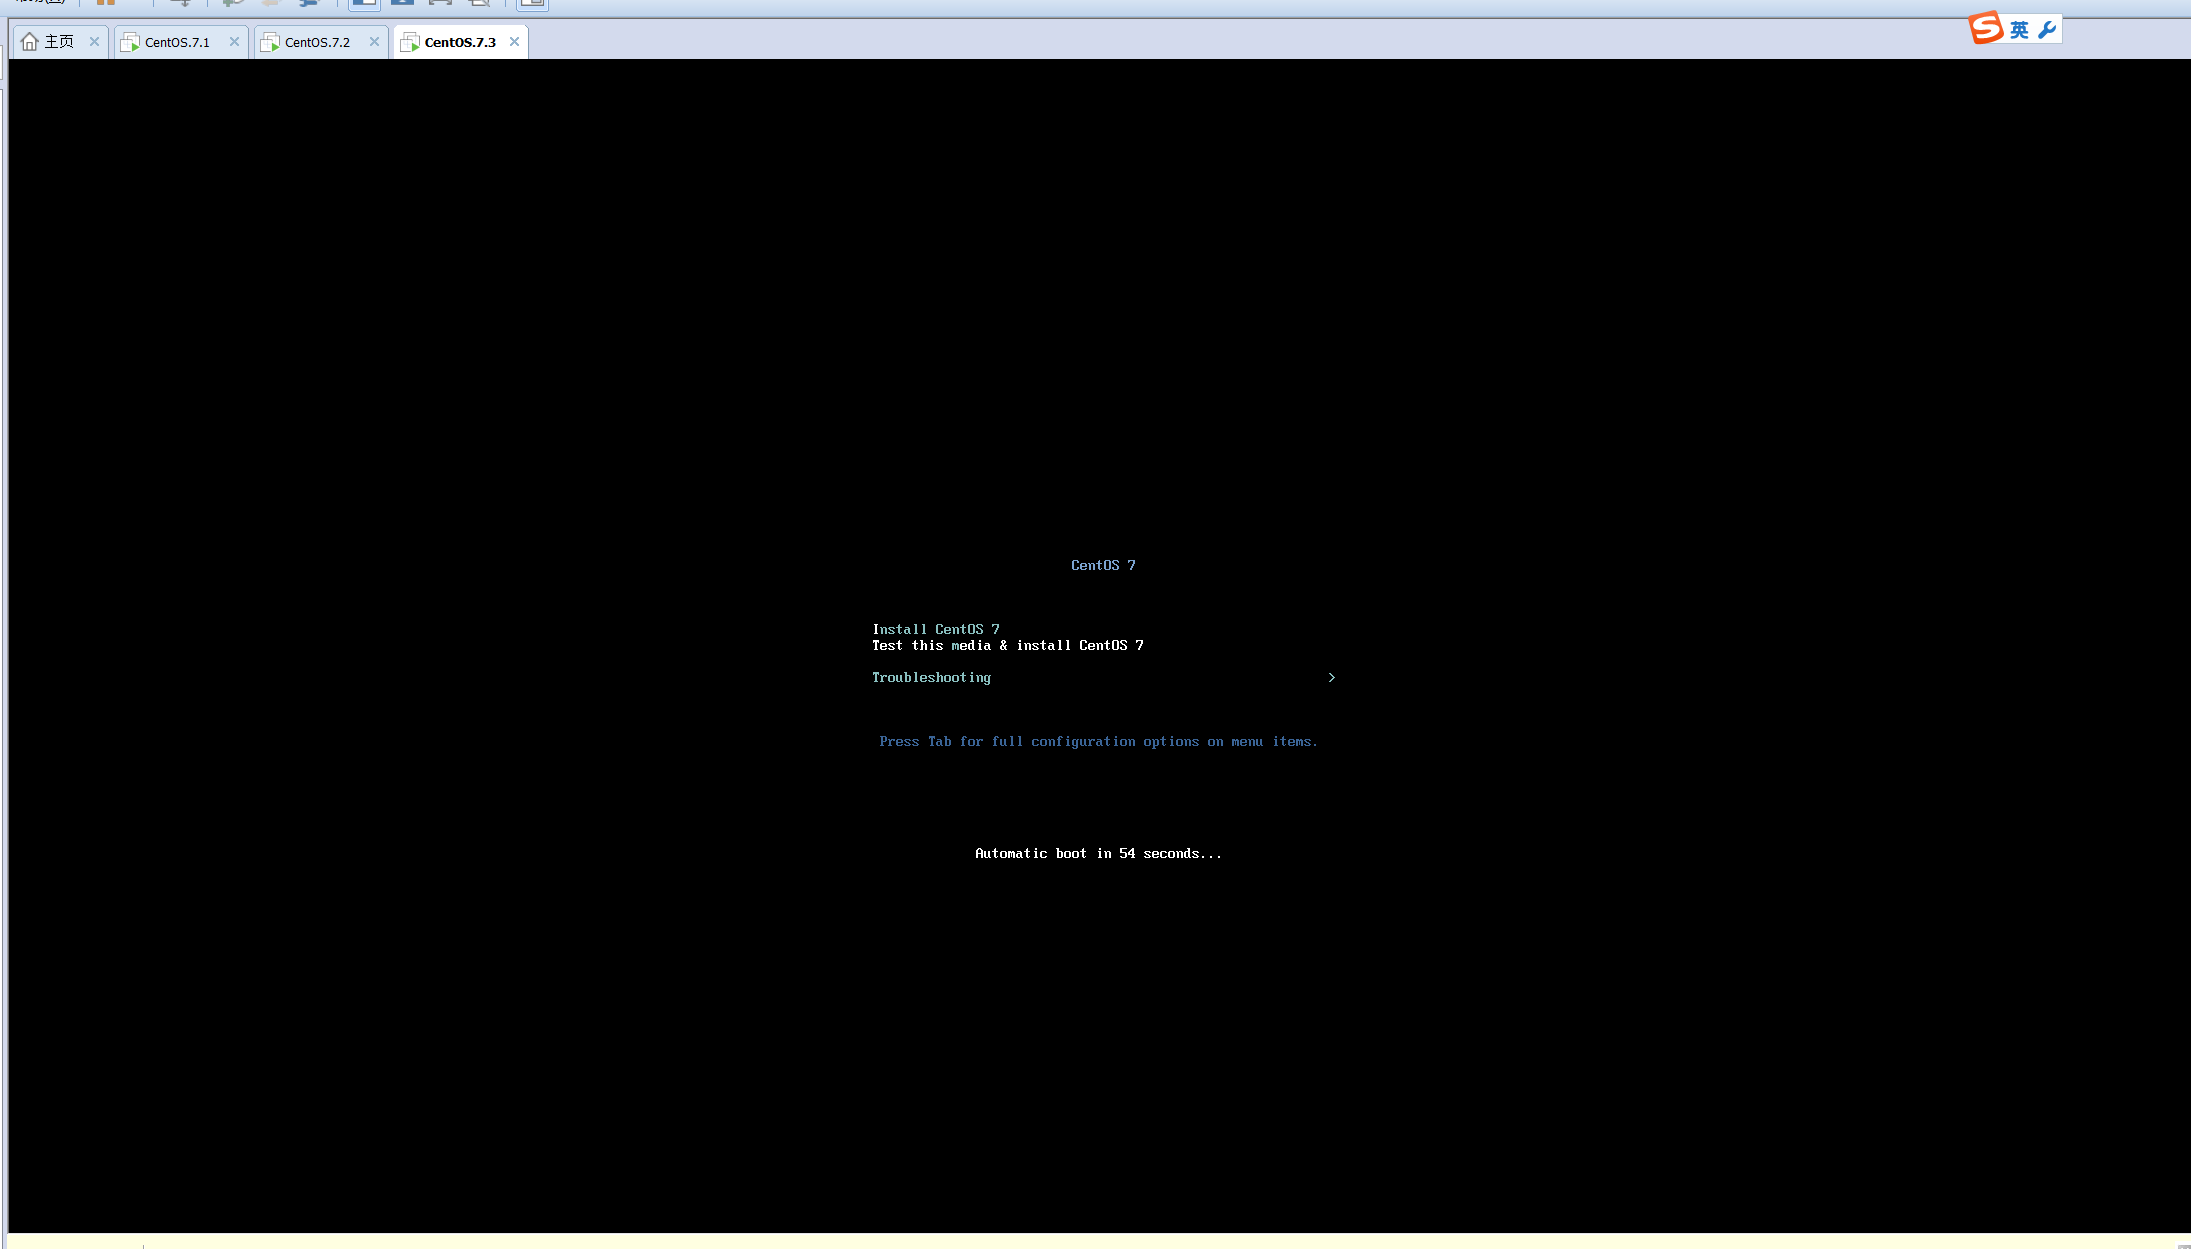 主页
CentOS.7.1
CentOS.7.2
CentOS.7.3
英
CentOS 7
Install CentOS 7
Test this media & install CentOS 7
Troubleshooting >
Press Tab for full configuration options on menu items.
Automatic boot in 54 seconds...